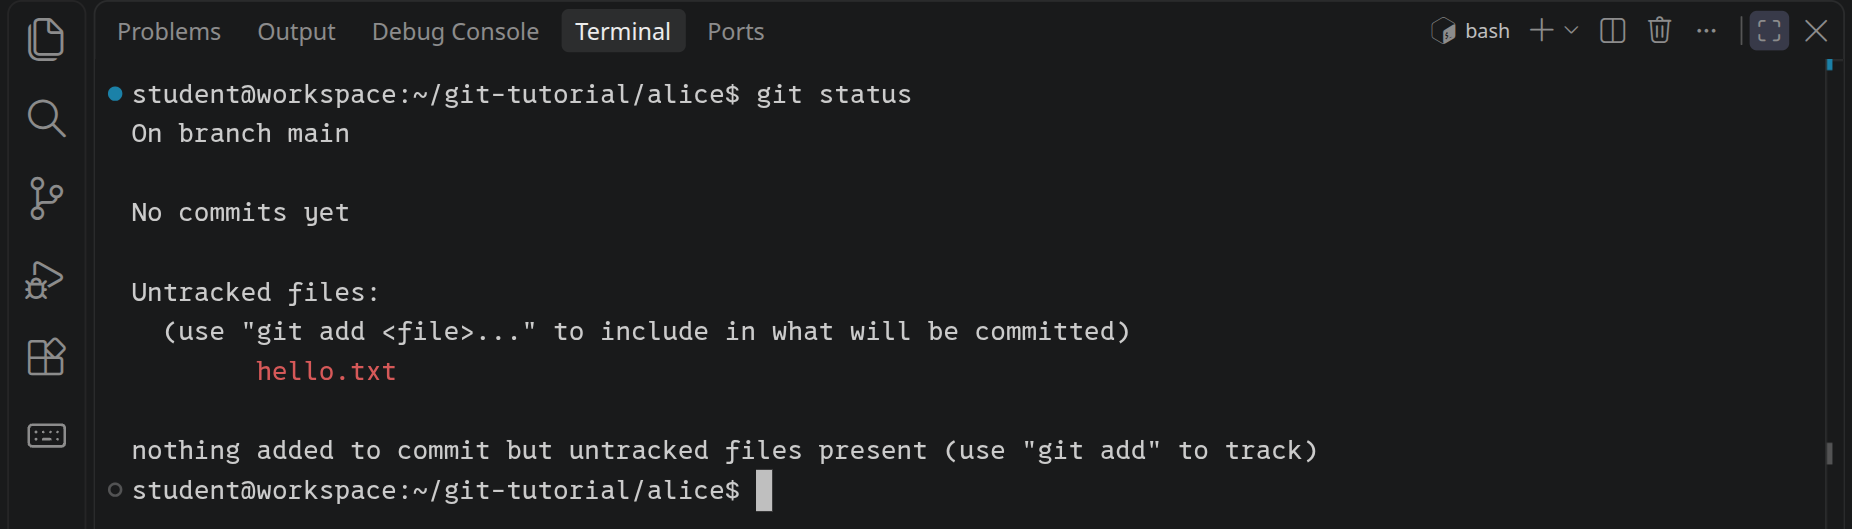 Problems Output Debug Console Terminal Ports bash
student@workspace:~/git-tutorial/alice$ git status
On branch main
No commits yet
Untracked files:
(use "git add <file>..." to include in what will be committed)
hello.txt
nothing added to commit but untracked files present (use "git add" to track)
student@workspace:~/git-tutorial/alice$